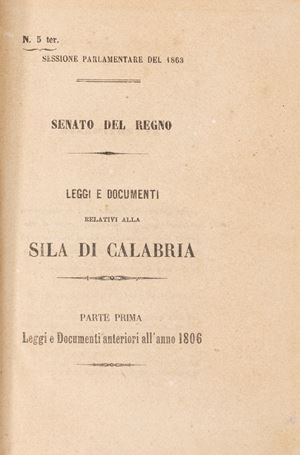 N. 5 ter.
SESSIONE PARLAMENTARE DEL 1863
SENATO DEL REGNO
LEGGI E DOCUMENTI
RELATIVI ALLA
SILA DI CALABRIA
PARTE PRIMA
Leggi e Documenti anteriori all'anno 1806